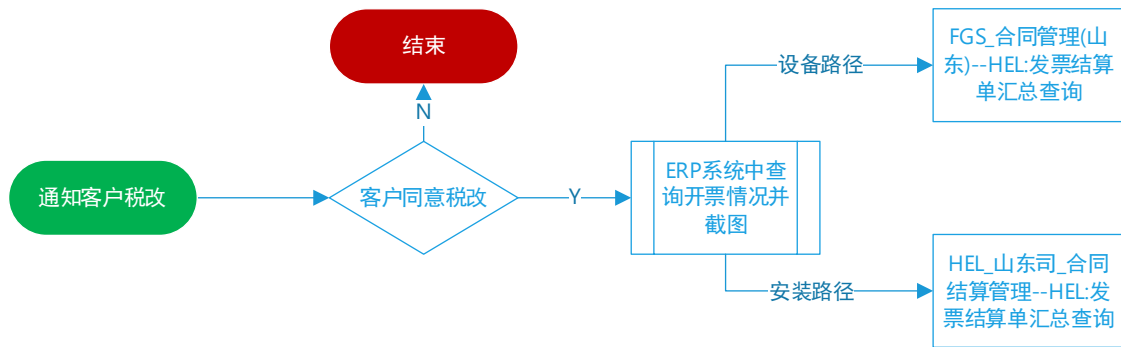 结束
FGS_合同管理(山
东)--HEL:发票结算
单汇总查询
设备路径
N
通知客户税改
客户同意税改
Y
ERP系统中查
询开票情况并
截图
安装路径
HEL_山东司_合同
结算管理--HEL:发
票结算单汇总查询